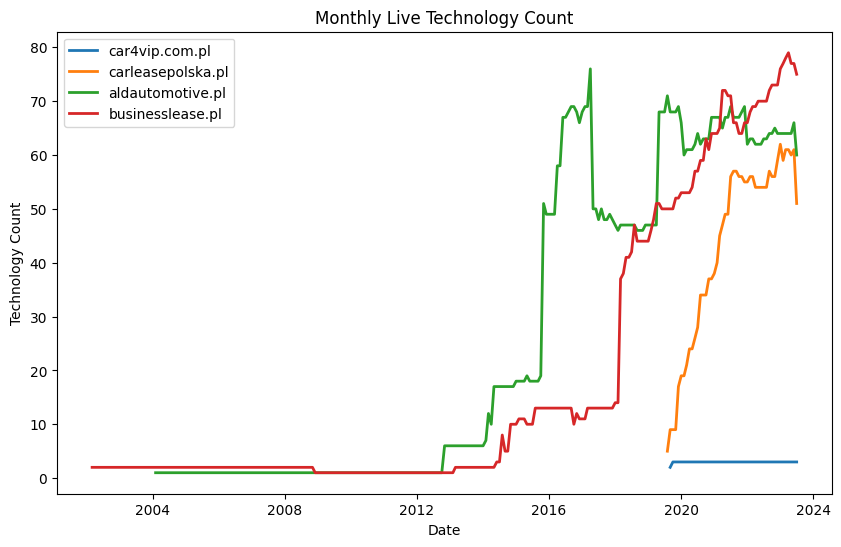 Monthly Live Technology Count
car4vip.com.pl
carleasepolska.pl
aldautomotive.pl
businesslease.pl
Technology Count
80
70
60
50
40
30
20
10
0
2004 2008 2012 2016 2020 2024
Date